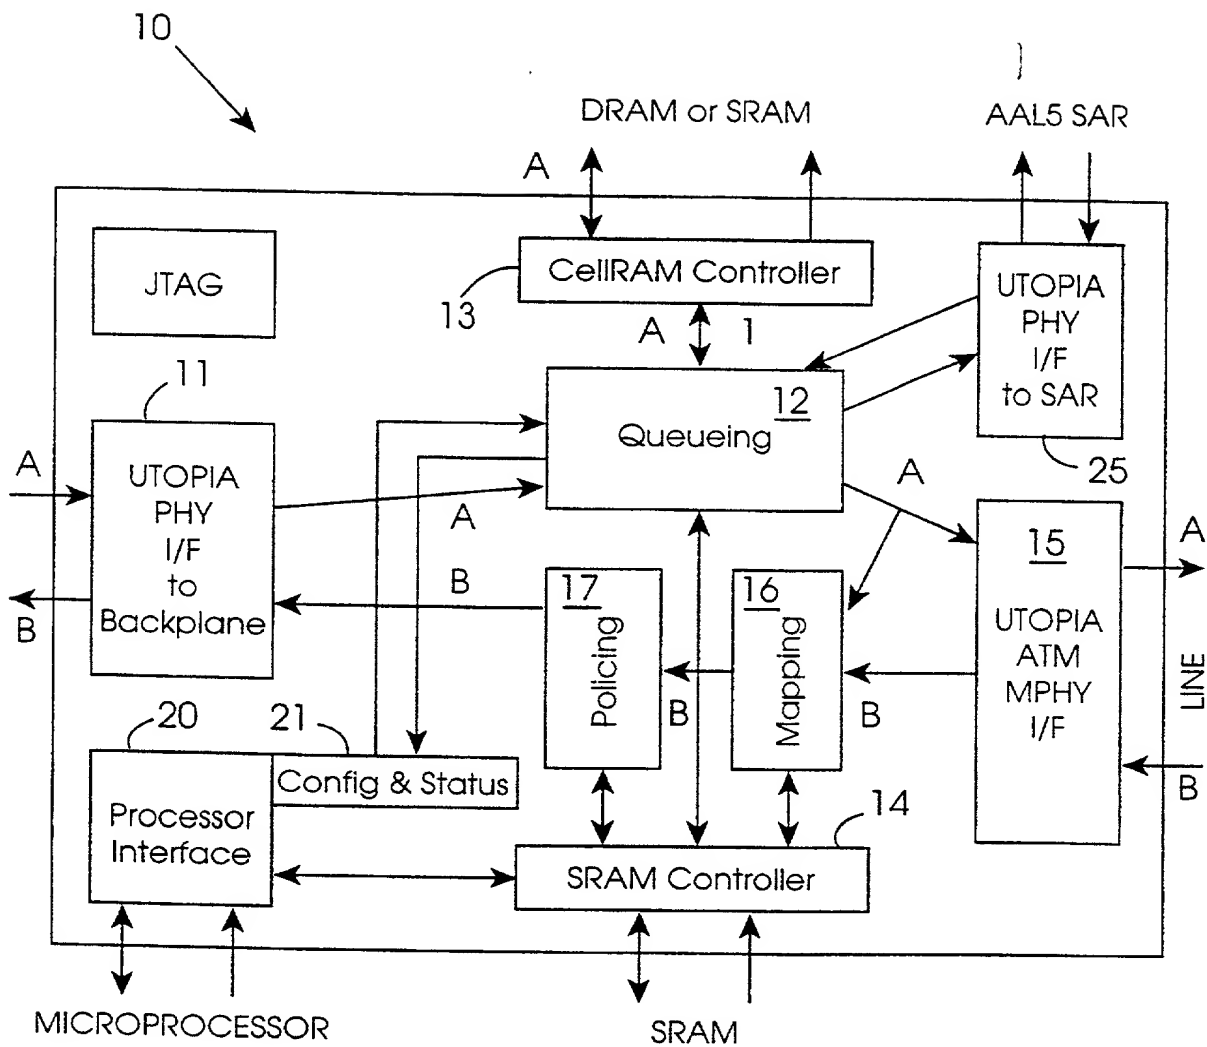 10
DRAM or SRAM
AAL5 SAR
A
JTAG
CellRAM Controller
13
A 1
UTOPIA
PHY
I/F
to SAR
25
11
12
Queueing
A
UTOPIA
PHY
I/F
to
Backplane
A
B
A
B
A
15
UTOPIA
ATM
MPHY
I/F
A
LINE
B
17
Policing
16
Mapping
B
B
20
21
Config & Status
Processor
Interface
14
SRAM Controller
MICROPROCESSOR
SRAM